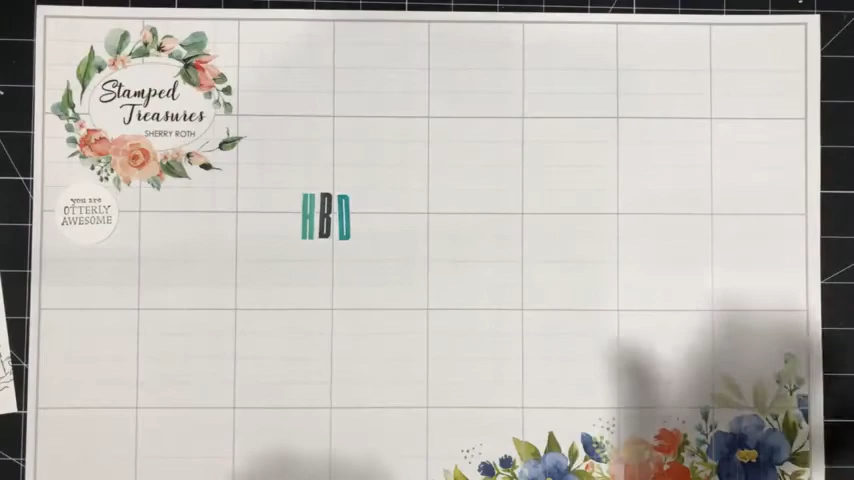 Stamped
Treasures
SHERRY ROTH
you are
OTTERLY
AWESOME
HBD